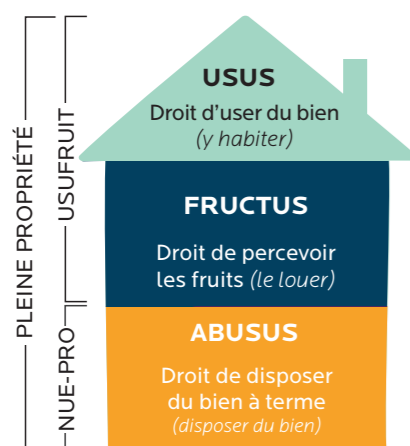 PLEINE PROPRIÉTÉ
USUFRUIT
NUE-PRO
USUS
Droit d’user du bien
(y habiter)
FRUCTUS
Droit de percevoir
les fruits (le louer)
ABUSUS
Droit de disposer
du bien à terme
(disposer du bien)